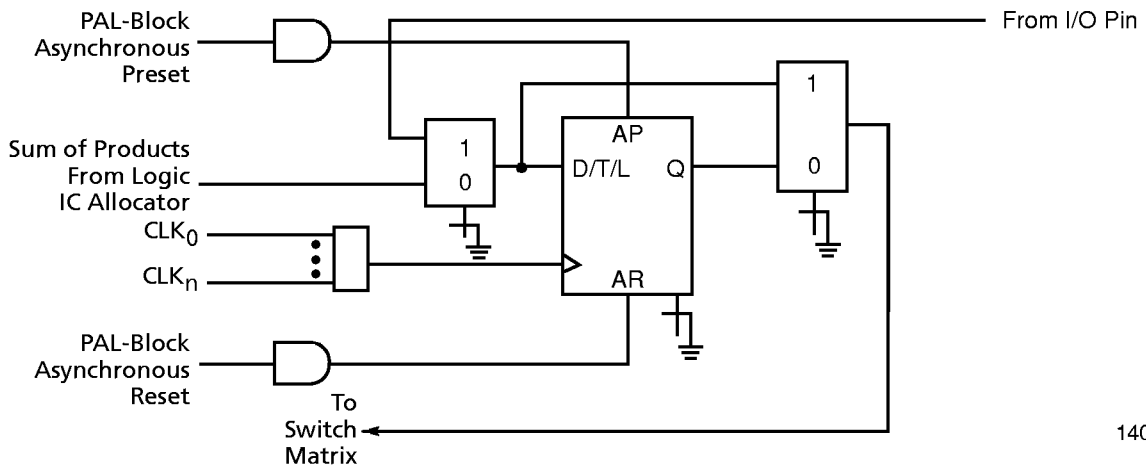 PAL-Block
Asynchronous
Preset
From I/O Pin
1
AP
1
Sum of Products
From Logic
IC Allocator
0
D/T/L
Q
0
CLK0
CLKn
AR
PAL-Block
Asynchronous
Reset
To
Switch
Matrix
140